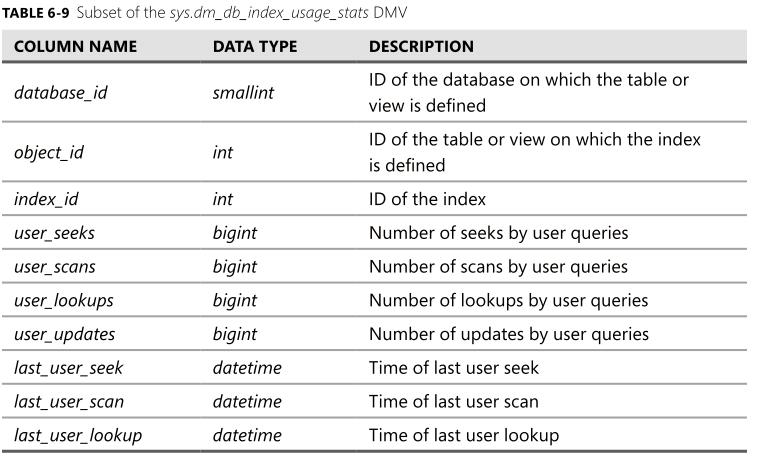 TABLE 6-9 Subset of the sys.dm_db_index_usage_stats DMV
COLUMN NAME DATA TYPE DESCRIPTION
database_id smallint ID of the database on which the table or
view is defined
object_id int ID of the table or view on which the index
is defined
index_id int ID of the index
user_seeks bigint Number of seeks by user queries
user_scans bigint Number of scans by user queries
user_lookups bigint Number of lookups by user queries
user_updates bigint Number of updates by user queries
last_user_seek datetime Time of last user seek
last_user_scan datetime Time of last user scan
last_user_lookup datetime Time of last user lookup